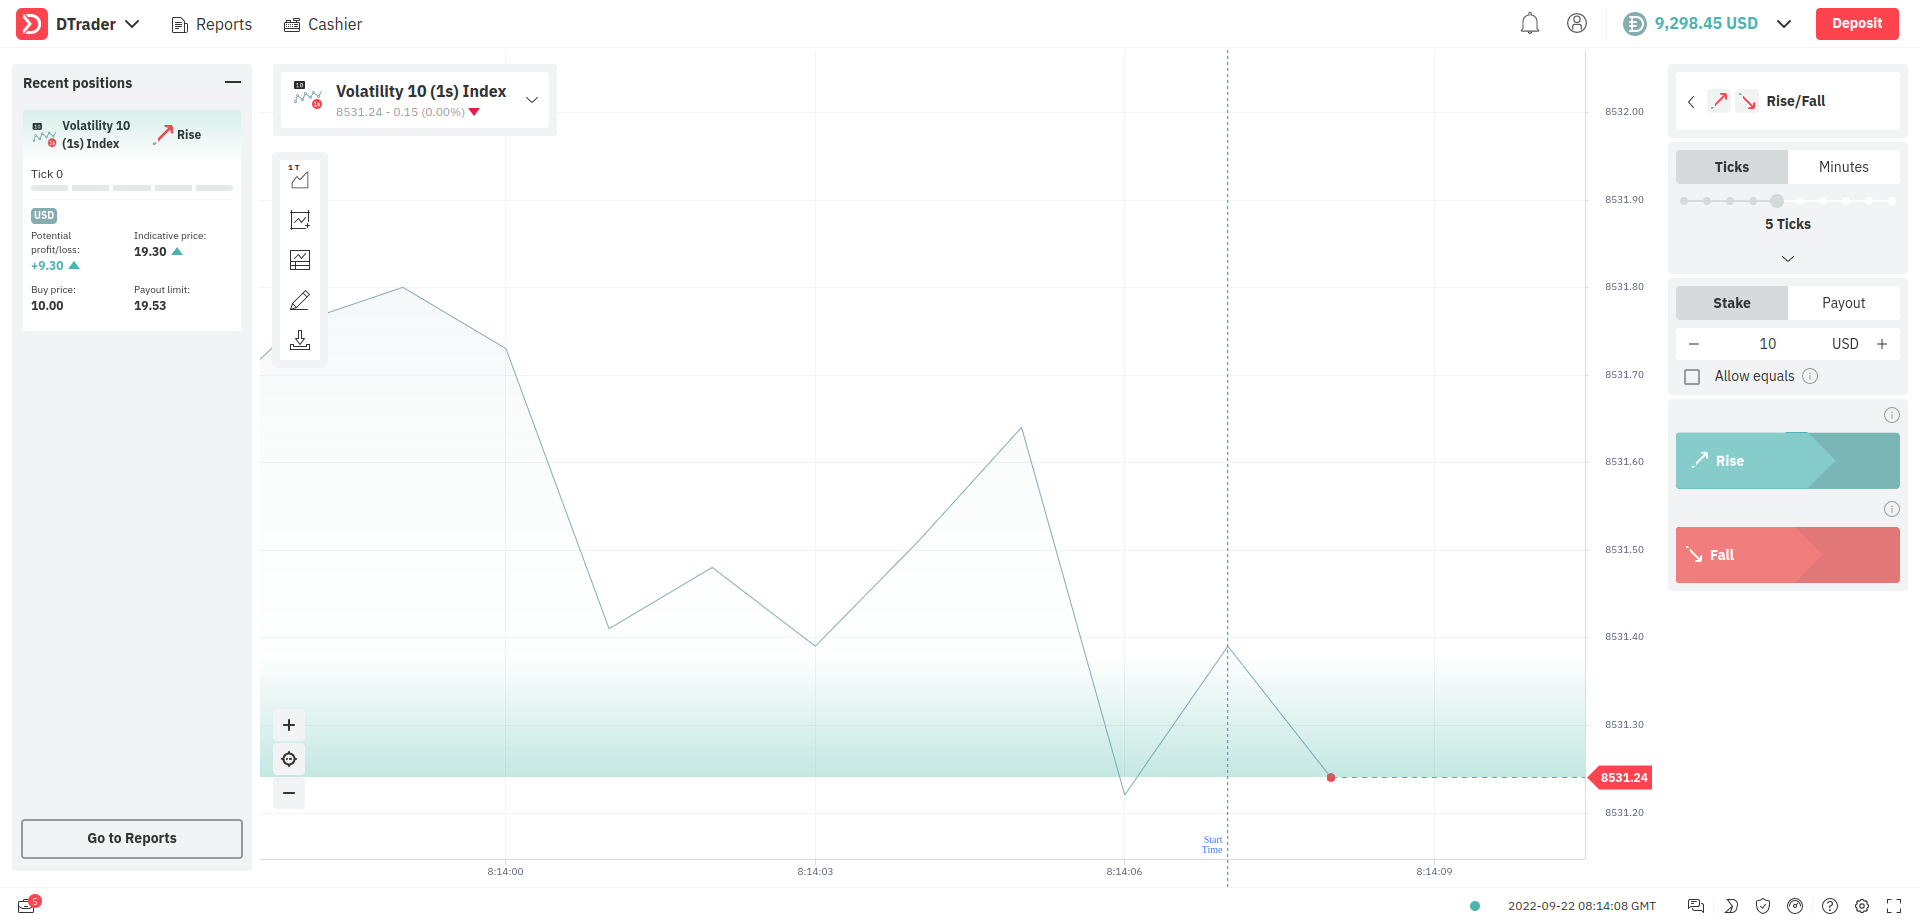 DTrader
Reports
Cashier
9,298.45 USD
Deposit
Recent positions
Volatility 10
(1s) Index
Rise
Tick 0
USD
Potential
profit/loss:
+9.30
Indicative price:
19.30
Buy price:
10.00
Payout limit:
19.53
Go to Reports
10
1s
Volatility 10 (1s) Index
8531.24 - 0.15 (0.00%)
1 T
8532.00
8531.90
8531.80
8531.70
8531.60
8531.50
8531.40
8531.30
8531.24
8531.20
Start
Time
8:14:00
8:14:03
8:14:06
8:14:09
Rise/Fall
Ticks
Minutes
5 Ticks
Stake
Payout
10
USD
Allow equals
Rise
Fall
5
2022-09-22 08:14:08 GMT